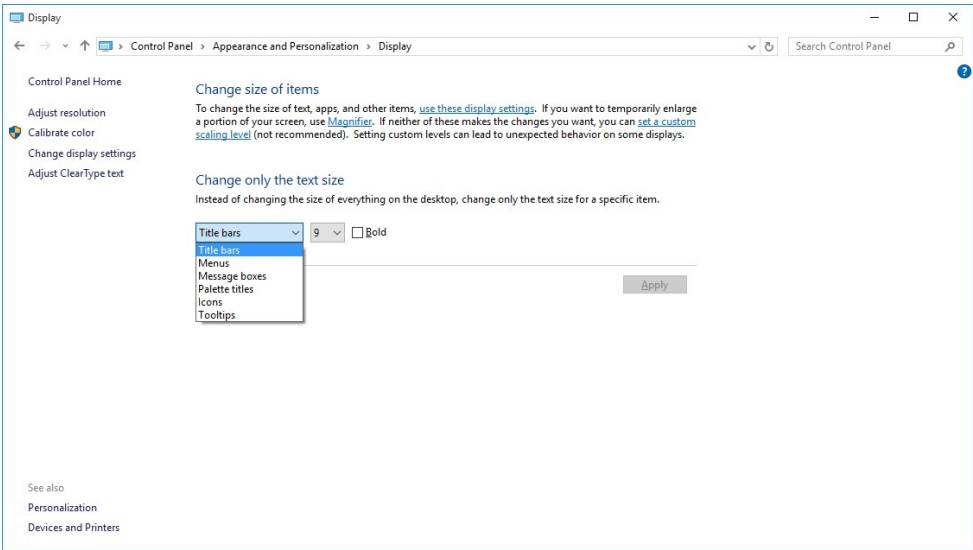 Display
Control Panel > Appearance and Personalization > Display
Search Control Panel
Control Panel Home
Adjust resolution
Calibrate color
Change display settings
Adjust ClearType text
Change size of items
To change the size of text, apps, and other items, use these display settings. If you want to temporarily enlarge
a portion of your screen, use Magnifier. If neither of these makes the changes you want, you can set a custom
scaling level (not recommended). Setting custom levels can lead to unexpected behavior on some displays.
Change only the text size
Instead of changing the size of everything on the desktop, change only the text size for a specific item.
Title bars 9 Bold
Title bars
Menus
Message boxes
Palette titles
Icons
Tooltips
Apply
See also
Personalization
Devices and Printers